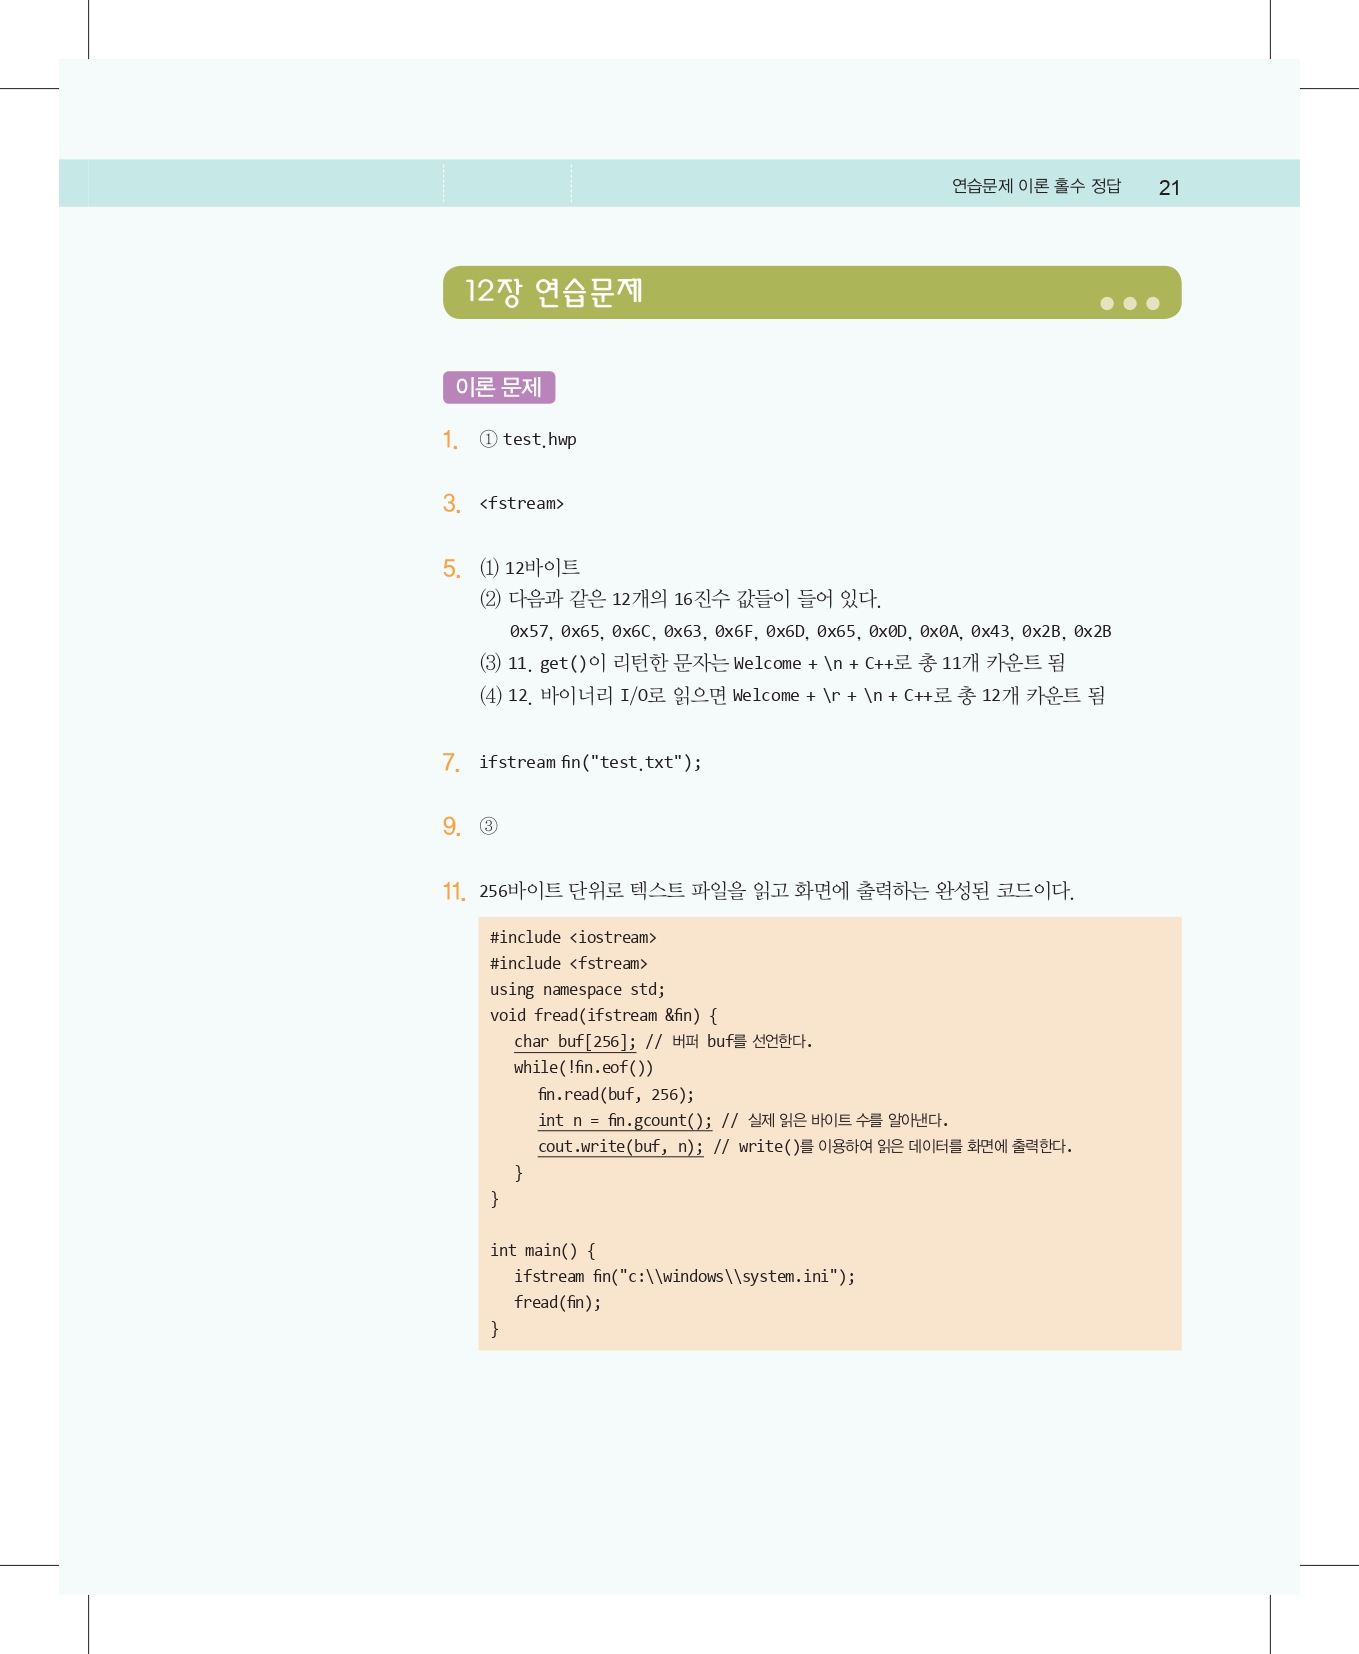 연습문제 이론 홀수 정답 21
12장 연습문제
이론 문제
1. ① test.hwp
3. <fstream>
5. (1) 12바이트
(2) 다음과 같은 12개의 16진수 값들이 들어 있다.
0x57, 0x65, 0x6C, 0x63, 0x6F, 0x6D, 0x65, 0x0D, 0x0A, 0x43, 0x2B, 0x2B
(3) 11. get()이 리턴한 문자는 Welcome + \n + C++로 총 11개 카운트 됨
(4) 12. 바이너리 I/O로 읽으면 Welcome + \r + \n + C++로 총 12개 카운트 됨
7. ifstream fin("test.txt");
9. ③
11. 256바이트 단위로 텍스트 파일을 읽고 화면에 출력하는 완성된 코드이다.
#include <iostream>
#include <fstream>
using namespace std;
void fread(ifstream &fin) {
char buf[256]; // 버퍼 buf를 선언한다.
while(!fin.eof())
fin.read(buf, 256);
int n = fin.gcount(); // 실제 읽은 바이트 수를 알아낸다.
cout.write(buf, n); // write()를 이용하여 읽은 데이터를 화면에 출력한다.
}
}
int main() {
ifstream fin("c:\\windows\\system.ini");
fread(fin);
}